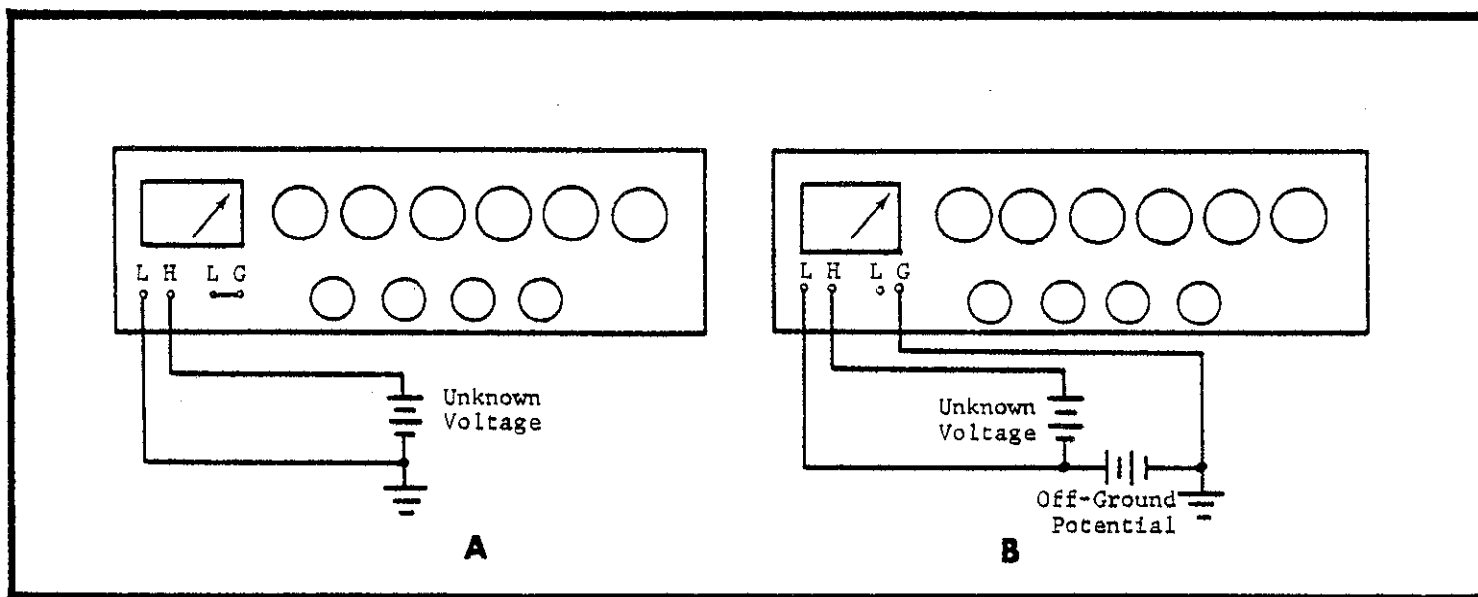 L H L G
Unknown
Voltage
A
L H L G
Unknown
Voltage
Off-Ground
Potential
B